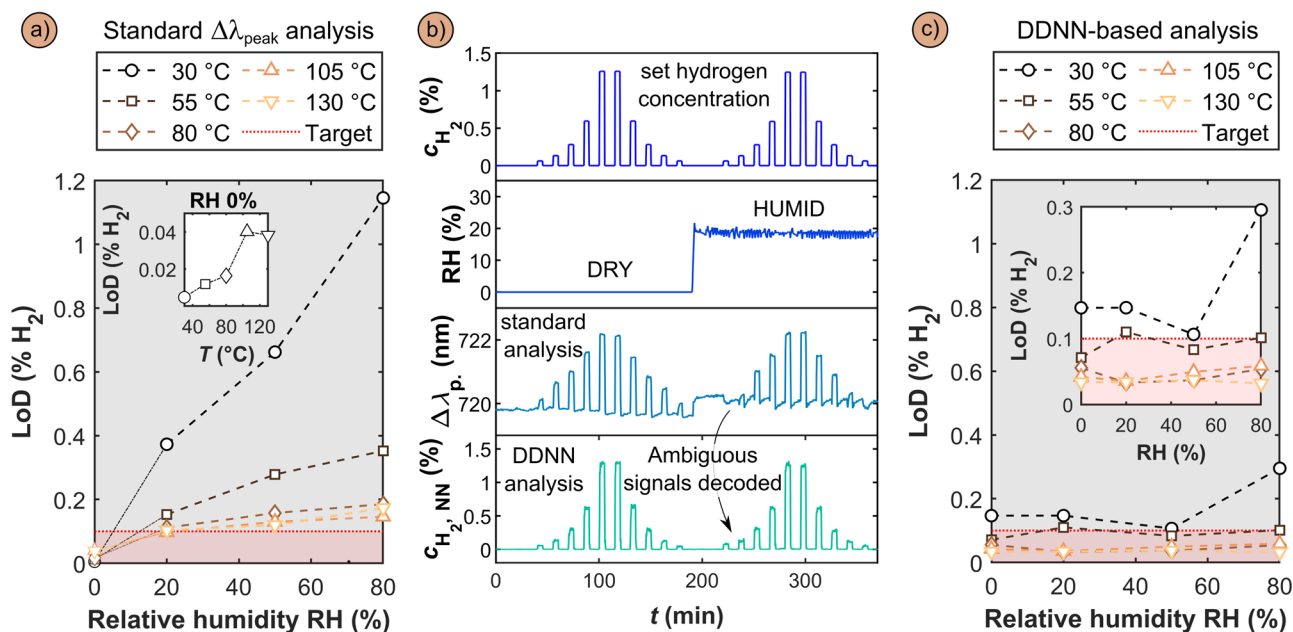 a)
Standard Δλpeak analysis
30 °C
105 °C
55 °C
130 °C
80 °C
Target
1.2
1
0.8
0.6
0.4
0.2
0
LoD (% H2)
RH 0%
0.04
0.02
LoD (% H2)
40
80
120
T (°C)
0
20
40
60
80
Relative humidity RH (%)
b)
set hydrogen
concentration
1.5
1
0.5
0
cH2 (%)
HUMID
DRY
30
20
10
0
RH (%)
standard
analysis
722
720
Δλp. (nm)
DDNN
analysis
Ambiguous
signals decoded
1.5
1
0.5
0
cH2, NN (%)
0
100
200
300
t (min)
c)
DDNN-based analysis
30 °C
105 °C
55 °C
130 °C
80 °C
Target
1.2
1
0.8
0.6
0.4
0.2
0
LoD (% H2)
0.3
0.2
0.1
0
LoD (% H2)
0
20
40
60
80
RH (%)
0
20
40
60
80
Relative humidity RH (%)